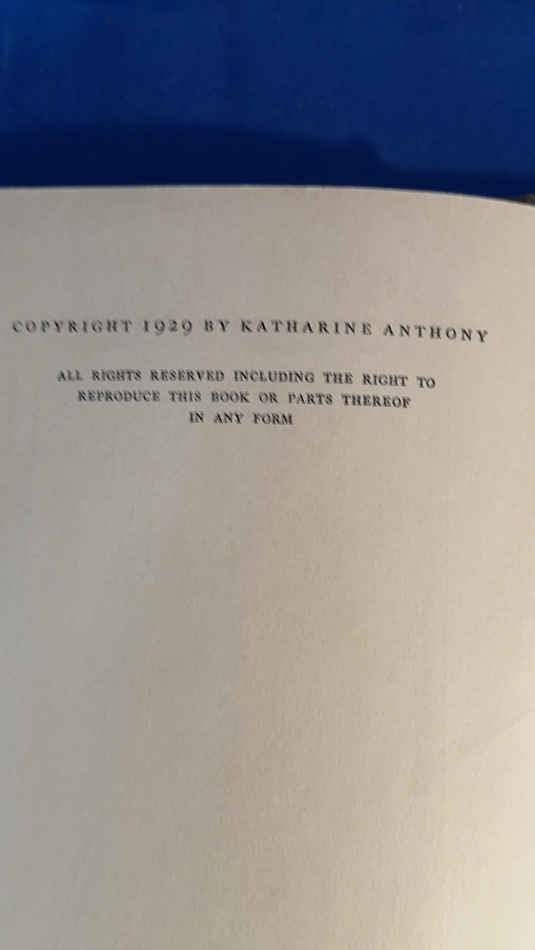 COPYRIGHT 1929 BY KATHARINE ANTHONY
ALL RIGHTS RESERVED INCLUDING THE RIGHT TO
REPRODUCE THIS BOOK OR PARTS THEREOF
IN ANY FORM